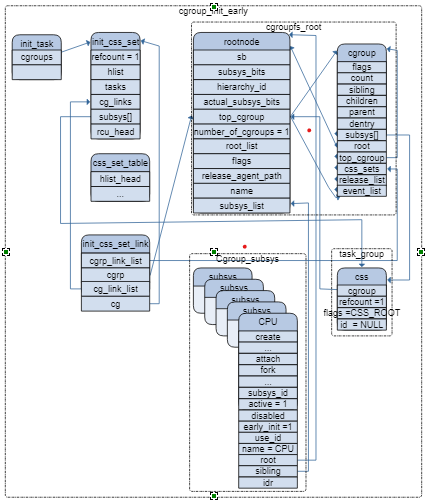 cgroup_init_early
init_task
cgroups
init_css_set
refcount = 1
hlist
tasks
cg_links
subsys[]
rcu_head
css_set_table
hlist_head
...
init_css_set_link
cgrp_link_list
cgrp
cg_link_list
cg
cgroupfs_root
rootnode
sb
subsys_bits
hierarchy_id
actual_subsys_bits
top_cgroup
number_of_cgroups = 1
root_list
flags
release_agent_path
name
subsys_list
cgroup
flags
count
sibling
children
parent
dentry
subsys[]
root
top_cgroup
css_sets
release_list
event_list
Cgroup_subsys
subsys
subsys
subsys
subsys
CPU
create
...
attach
fork
...
subsys_id
active = 1
disabled
early_init =1
use_id
name = CPU
root
sibling
idr
task_group
css
cgroup
refcount =1
flags =CSS_ROOT
id = NULL